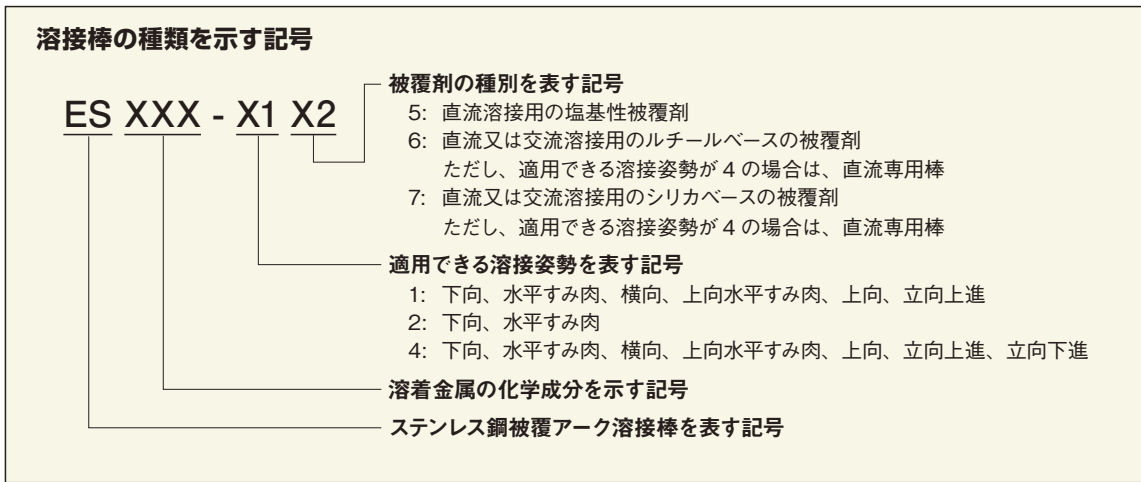 溶接棒の種類を示す記号
ES XXX - X1 X2
被覆剤の種別を表す記号
5: 直流溶接用の塩基性被覆剤
6: 直流又は交流溶接用のルチールベースの被覆剤
ただし、適用できる溶接姿勢が 4 の場合は、直流専用棒
7: 直流又は交流溶接用のシリカベースの被覆剤
ただし、適用できる溶接姿勢が 4 の場合は、直流専用棒
適用できる溶接姿勢を表す記号
1: 下向、水平すみ肉、横向、上向水平すみ肉、上向、立向上進
2: 下向、水平すみ肉
4: 下向、水平すみ肉、横向、上向水平すみ肉、上向、立向上進、立向下進
溶着金属の化学成分を示す記号
ステンレス鋼被覆アーク溶接棒を表す記号